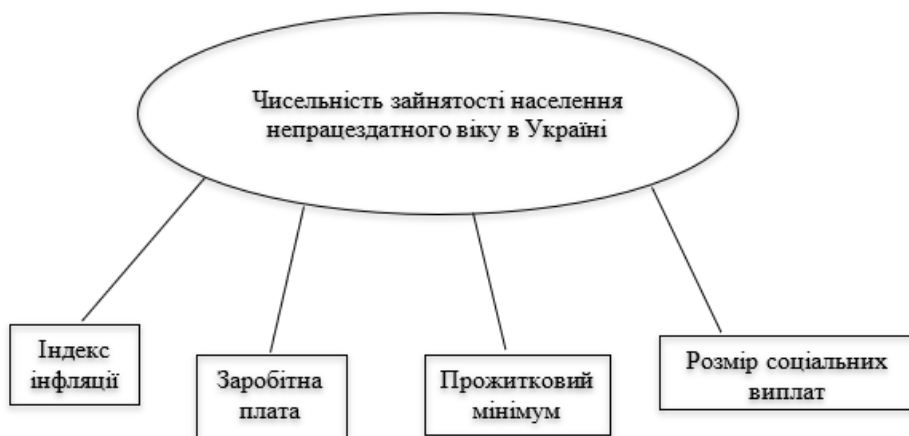 Чисельність зайнятості населення
непрацездатного віку в Україні
Індекс
інфляції
Заробітна
плата
Прожитковий
мінімум
Розмір соціальних
виплат